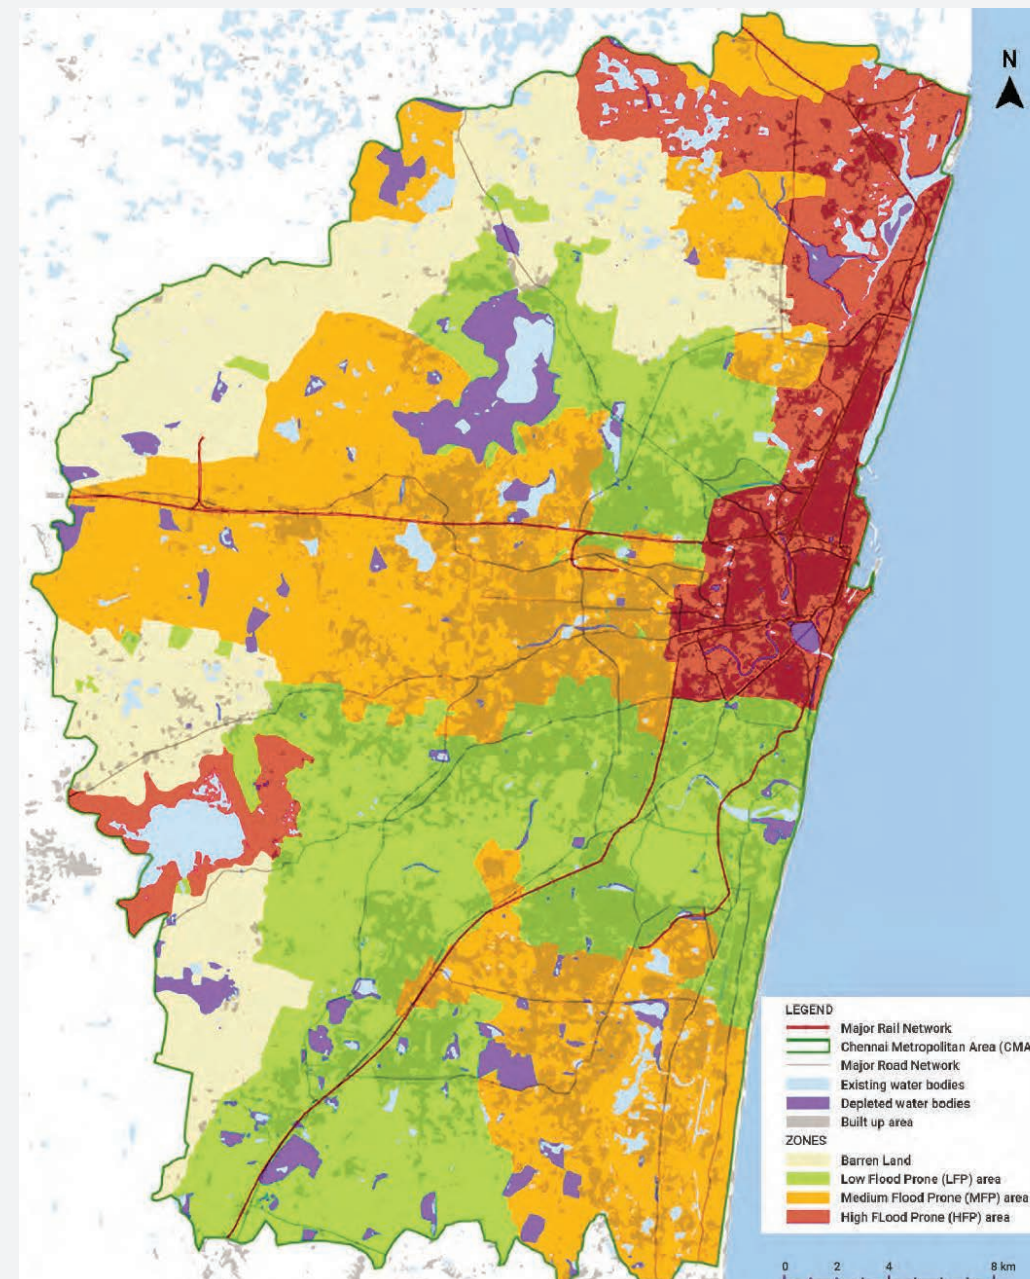 N
LEGEND
Major Rail Network
Chennai Metropolitan Area (CMA
Major Road Network
Existing water bodies
Depleted water bodies
Built up area
ZONES
Barren Land
Low Flood Prone (LFP) area
Medium Flood Prone (MFP) area
High FLood Prone (HFP) area
0 2 4 8 km